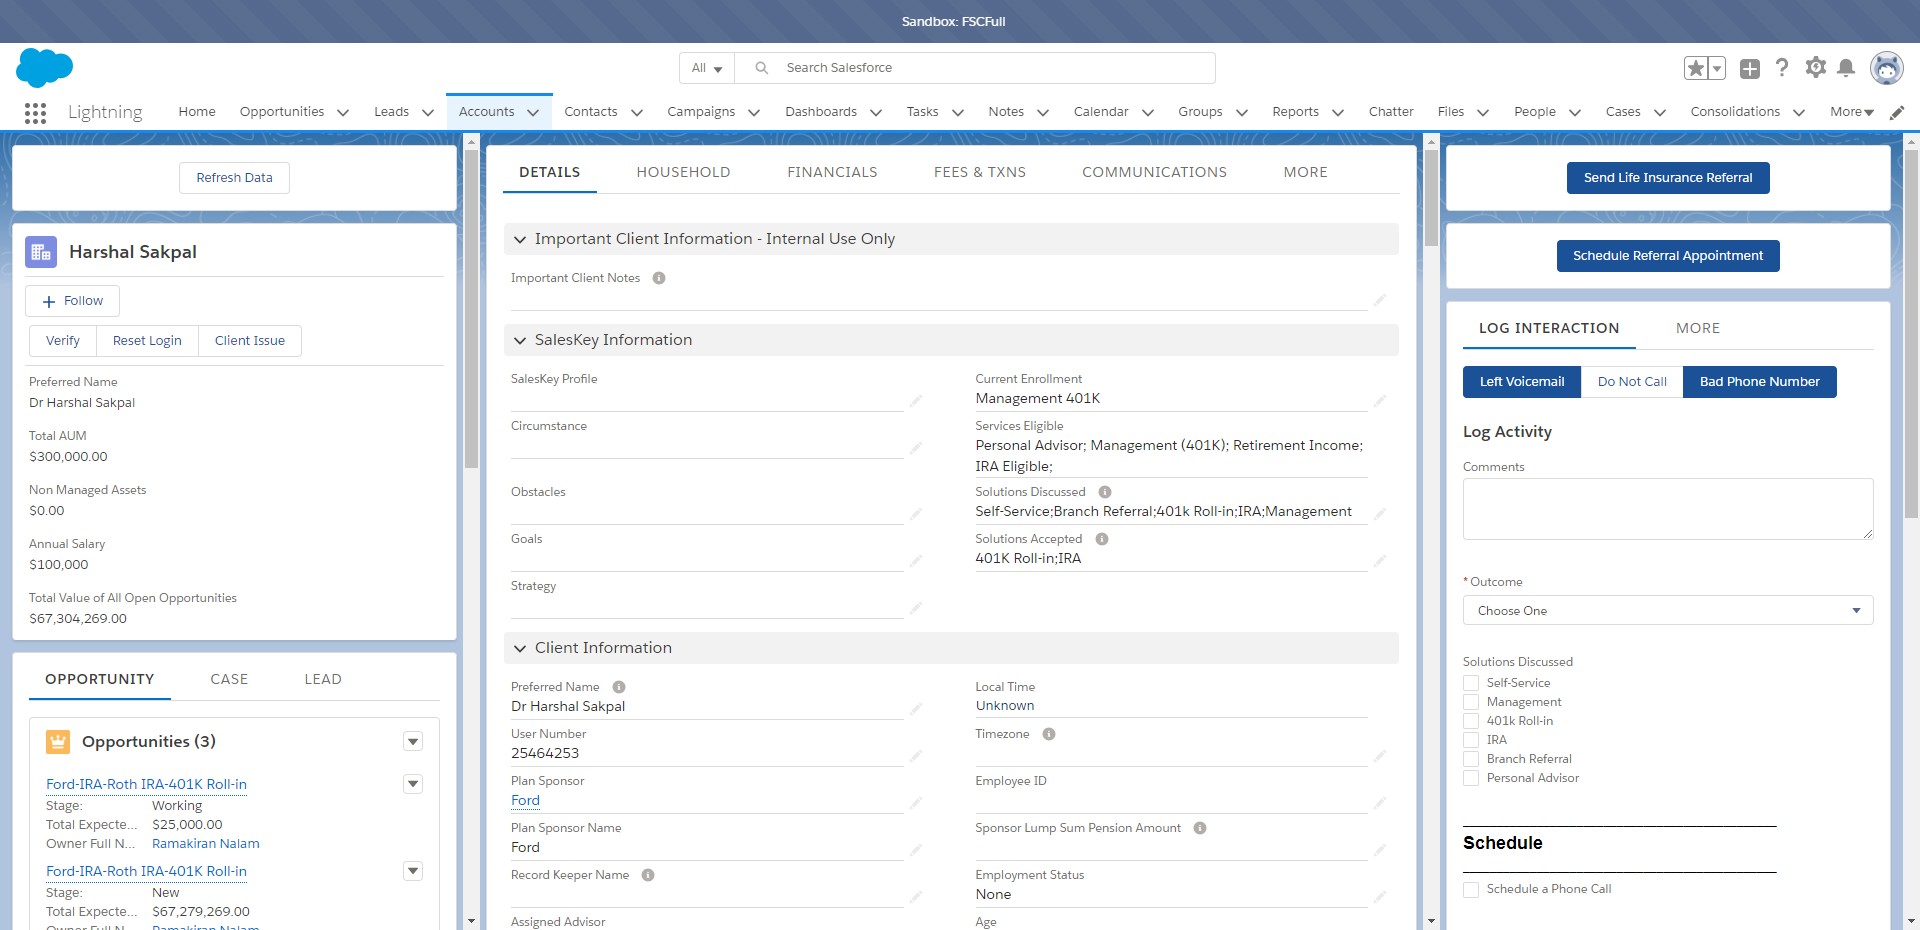 Sandbox: FSCFull
All
Search Salesforce
Lightning
Home
Opportunities
Leads
Accounts
Contacts
Campaigns
Dashboards
Tasks
Notes
Calendar
Groups
Reports
Chatter
Files
People
Cases
Consolidations
More
Refresh Data
Harshal Sakpal
Follow
Verify
Reset Login
Client Issue
Preferred Name
Dr Harshal Sakpal
Total AUM
$300,000.00
Non Managed Assets
$0.00
Annual Salary
$100,000
Total Value of All Open Opportunities
$67,304,269.00
OPPORTUNITY
CASE
LEAD
Opportunities (3)
Ford-IRA-Roth IRA-401K Roll-in
Stage: Working
Total Expecte... $25,000.00
Owner Full N... Ramakiran Nalam
Ford-IRA-Roth IRA-401K Roll-in
Stage: New
Total Expecte... $67,279,269.00
Owner Full N... Ramakiran Nalam
DETAILS
HOUSEHOLD
FINANCIALS
FEES & TXNS
COMMUNICATIONS
MORE
Important Client Information - Internal Use Only
Important Client Notes
SalesKey Information
SalesKey Profile
Circumstance
Obstacles
Goals
Strategy
Current Enrollment
Management 401K
Services Eligible
Personal Advisor; Management (401K); Retirement Income;
IRA Eligible;
Solutions Discussed
Self-Service;Branch Referral;401k Roll-in;IRA;Management
Solutions Accepted
401K Roll-in;IRA
Client Information
Preferred Name
Dr Harshal Sakpal
User Number
25464253
Plan Sponsor
Ford
Plan Sponsor Name
Ford
Record Keeper Name
Assigned Advisor
Local Time
Unknown
Timezone
Employee ID
Sponsor Lump Sum Pension Amount
Employment Status
None
Age
Send Life Insurance Referral
Schedule Referral Appointment
LOG INTERACTION
MORE
Left Voicemail
Do Not Call
Bad Phone Number
Log Activity
Comments
* Outcome
Choose One
Solutions Discussed
Self-Service
Management
401k Roll-in
IRA
Branch Referral
Personal Advisor
Schedule
Schedule a Phone Call